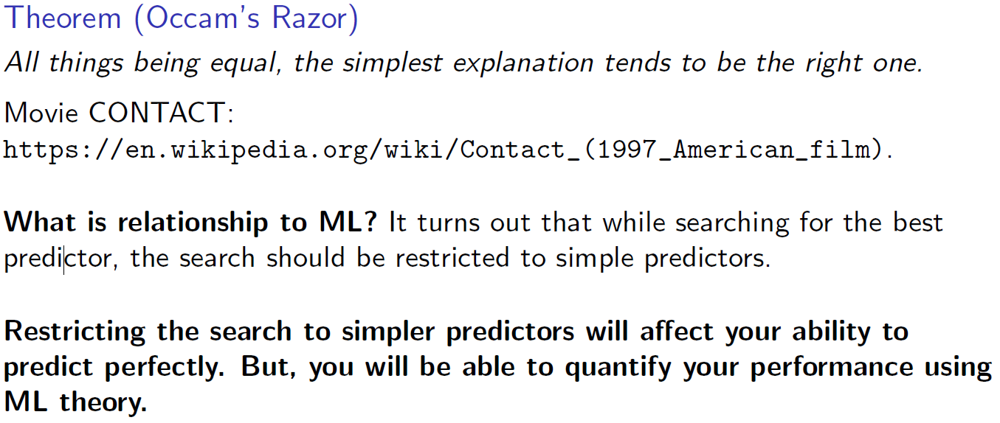 Theorem (Occam's Razor)
All things being equal, the simplest explanation tends to be the right one.
Movie CONTACT:
https://en.wikipedia.org/wiki/Contact_(1997_American_film).
What is relationship to ML? It turns out that while searching for the best
predictor, the search should be restricted to simple predictors.
Restricting the search to simpler predictors will affect your ability to
predict perfectly. But, you will be able to quantify your performance using
ML theory.